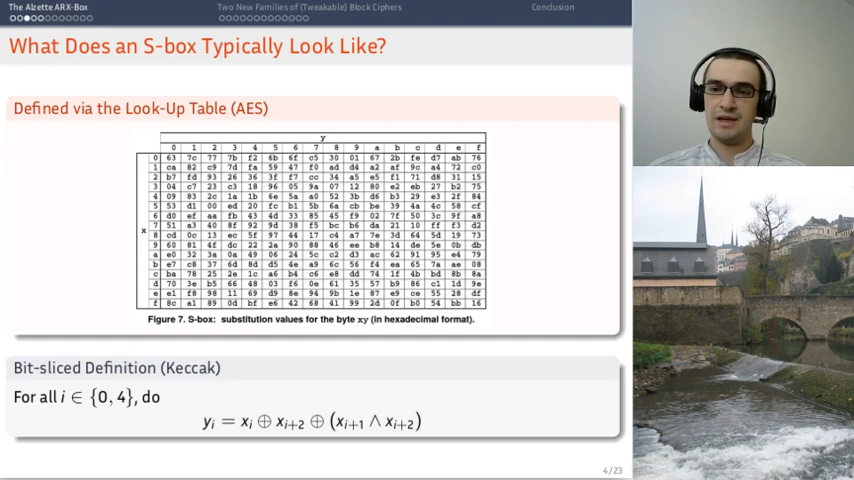 The Alzette ARX-Box Two New Families of (Tweakable) Block Ciphers Conclusion
What Does an S-box Typically Look Like?
Defined via the Look-Up Table (AES)
y
0 1 2 3 4 5 6 7 8 9 a b c d e f
0 63 7c 77 7b f2 6b 6f c5 30 01 67 2b fe d7 ab 76
1 ca 82 c9 7d fa 59 47 f0 ad d4 a2 af 9c a4 72 c0
2 b7 fd 93 26 36 3f f7 cc 34 a5 e5 f1 71 d8 31 15
3 04 c7 23 c3 18 96 05 9a 07 12 80 e2 eb 27 b2 75
4 09 83 2c 1a 1b 6e 5a a0 52 3b d6 b3 29 e3 2f 84
5 53 d1 00 ed 20 fc b1 5b 6a cb be 39 4a 4c 58 cf
6 d0 ef aa fb 43 4d 33 85 45 f9 02 7f 50 3c 9f a8
7 51 a3 40 8f 92 9d 38 f5 bc b6 da 21 10 ff f3 d2
x 8 cd 0c 13 ec 5f 97 44 17 c4 a7 7e 3d 64 5d 19 73
9 60 81 4f dc 22 2a 90 88 46 ee b8 14 de 5e 0b db
a e0 32 3a 0a 49 06 24 5c c2 d3 ac 62 91 95 e4 79
b e7 c8 37 6d 8d d5 4e a9 6c 56 f4 ea 65 7a ae 08
c ba 78 25 2e 1c a6 b4 c6 e8 dd 74 1f 4b bd 8b 8a
d 70 3e b5 66 48 03 f6 0e 61 35 57 b9 86 c1 1d 9e
e e1 f8 98 11 69 d9 8e 94 9b 1e 87 e9 ce 55 28 df
f 8c a1 89 0d bf e6 42 68 41 99 2d 0f b0 54 bb 16
Figure 7. S-box: substitution values for the byte xy (in hexadecimal format).
Bit-sliced Definition (Keccak)
For all i ∈ {0, 4}, do
yᵢ = xᵢ ⊕ xᵢ₊₂ ⊕ (xᵢ₊₁ ∧ xᵢ₊₂)
4/23